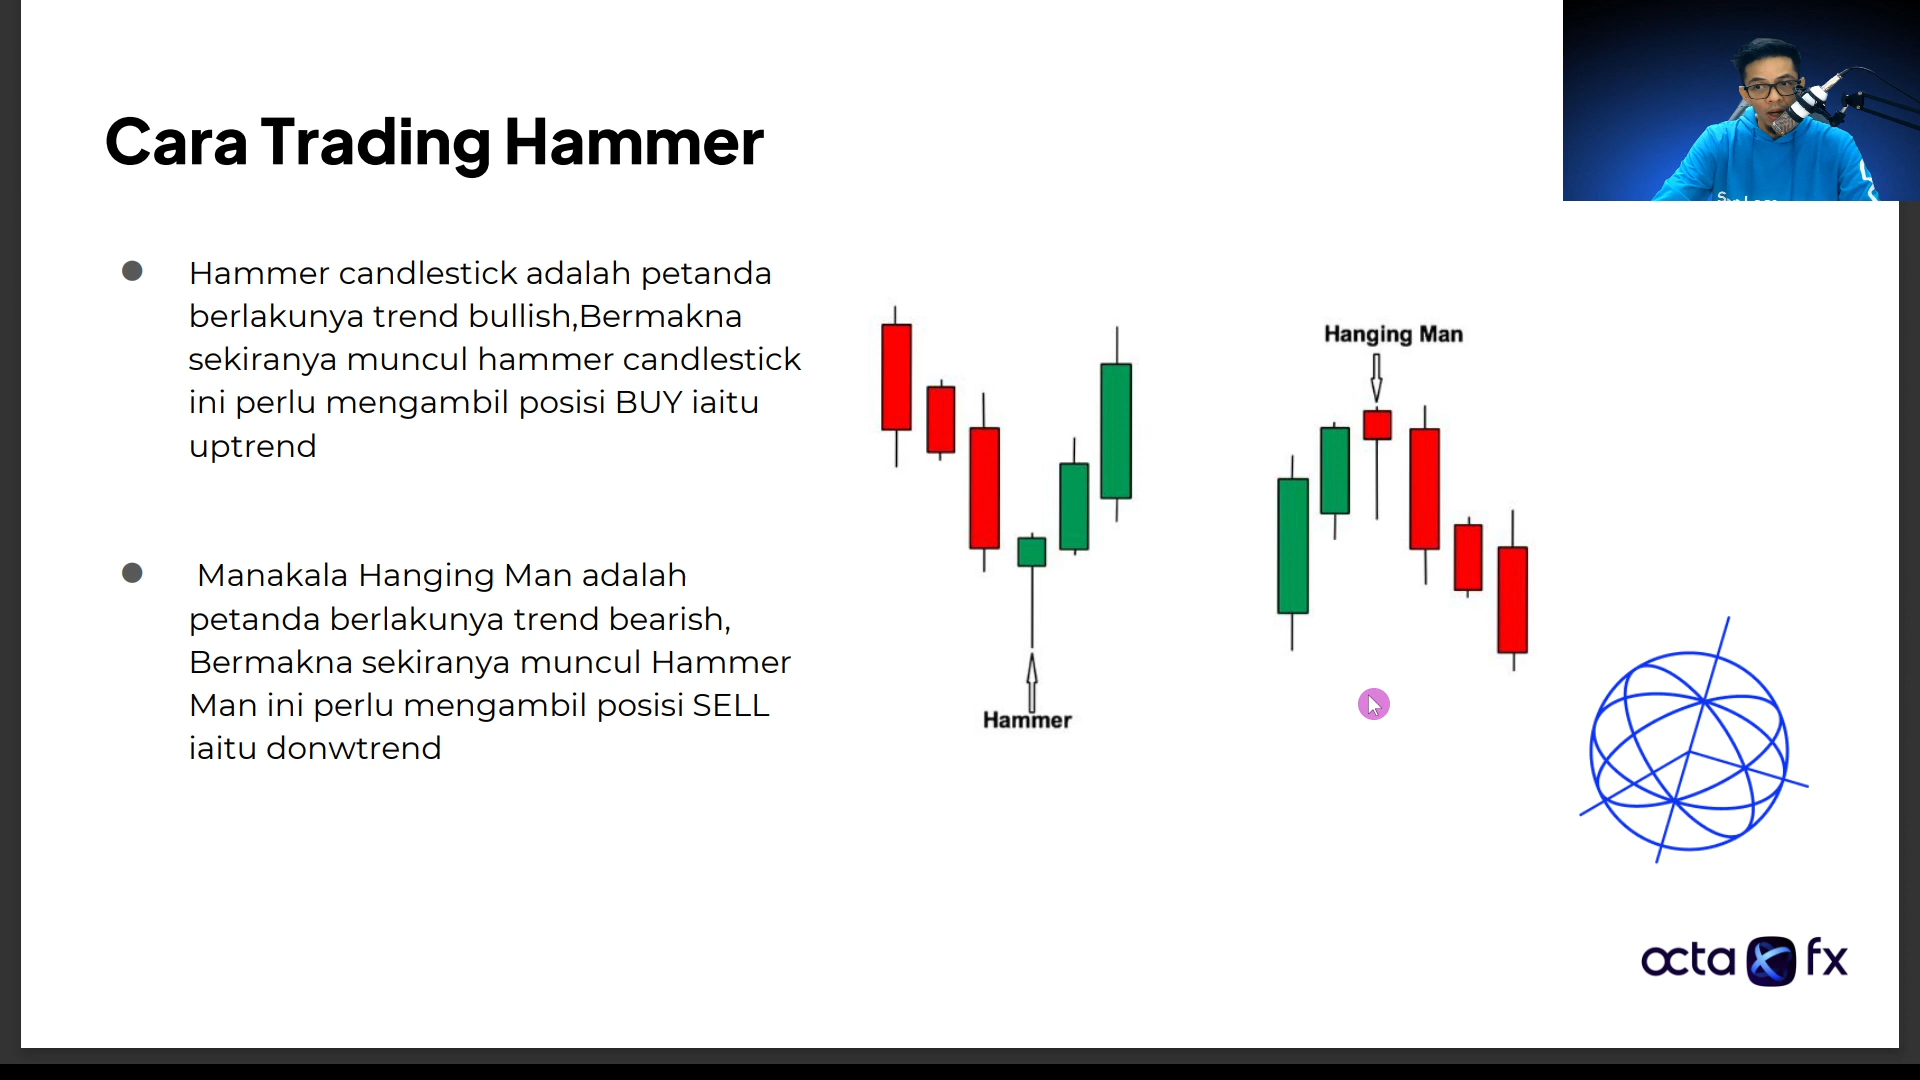 Cara Trading Hammer
Hammer candlestick adalah petanda
berlakunya trend bullish,Bermakna
sekiranya muncul hammer candlestick
ini perlu mengambil posisi BUY iaitu
uptrend
Manakala Hanging Man adalah
petanda berlakunya trend bearish,
Bermakna sekiranya muncul Hammer
Man ini perlu mengambil posisi SELL
iaitu donwtrend
Hammer
Hanging Man
octa fx